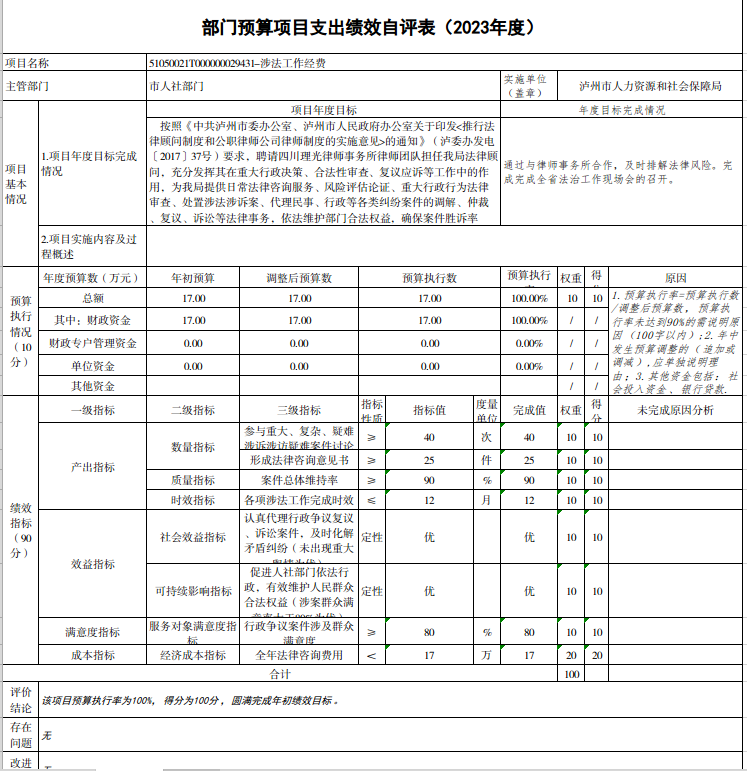 部门预算项目支出绩效自评表（2023年度）
项目名称 51050021T000000029431-涉法工作经费
主管部门 市人社部门 实施单位（盖章） 泸州市人力资源和社会保障局
项目基本情况
1.项目年度目标完成情况
项目年度目标 年度目标完成情况
按照《中共泸州市委办公室、泸州市人民政府办公室关于印发<推行法
律顾问制度和公职律师公司律师制度的实施意见>的通知》（泸委办发电
〔2017〕37号）要求，聘请四川理光律师事务所律师团队担任我局法律顾
问，充分发挥其在重大行政决策、合法性审查、复议应诉等工作中的作
用，为我局提供日常法律咨询服务、风险评估论证、重大行政行为法律
审查、处置涉法涉诉案、代理民事、行政等各类纠纷案件的调解、仲裁
、复议、诉讼等法律事务，依法维护部门合法权益，确保案件胜诉率
通过与律师事务所合作，及时排解法律风险。完
成完成全省法治工作现场会的召开。
2.项目实施内容及过程概述
预算执行情况（10分）
年度预算数（万元） 年初预算 调整后预算数 预算执行数 预算执行 权重 得 原因
总额 17.00 17.00 17.00 100.00% 10 10
其中：财政资金 17.00 17.00 17.00 100.00% / /
财政专户管理资金 0.00 0.00 0.00 0.00% / /
单位资金 0.00 0.00 0.00 0.00% / /
其他资金 / /
1.预算执行率=预算执行数
/调整后预算数，预算执
行率未达到90%的需说明原
因（100字以内）；2.年中
发生预算调整的（追加或
调减），应单独说明理
由；3.其他资金包括：社
会投入资金、银行贷款.
绩效指标（90分）
一级指标 二级指标 三级指标 指标性质 指标值 度量单位 完成值 权重 得分 未完成原因分析
产出指标
数量指标 参与重大、复杂、疑难涉诉涉访疑难案件讨论 ≥ 40 次 40 10 10
形成法律咨询意见书 ≥ 25 件 25 10 10
质量指标 案件总体维持率 ≥ 90 % 90 10 10
时效指标 各项涉法工作完成时效 ≤ 12 月 12 10 10
效益指标
社会效益指标 认真代理行政争议复议、诉讼案件，及时化解矛盾纠纷（未出现重大 定性 优 优 10 10
可持续影响指标 促进人社部门依法行政，有效维护人民群众合法权益（涉案群众满 定性 优 优 10 10
满意度指标 服务对象满意度指标 行政争议案件涉及群众满意度 ≥ 80 % 80 10 10
成本指标 经济成本指标 全年法律咨询费用 ＜ 17 万 17 20 20
合计 100
评价结论 该项目预算执行率为100%，得分为100分，圆满完成年初绩效目标。
存在问题 无
改进